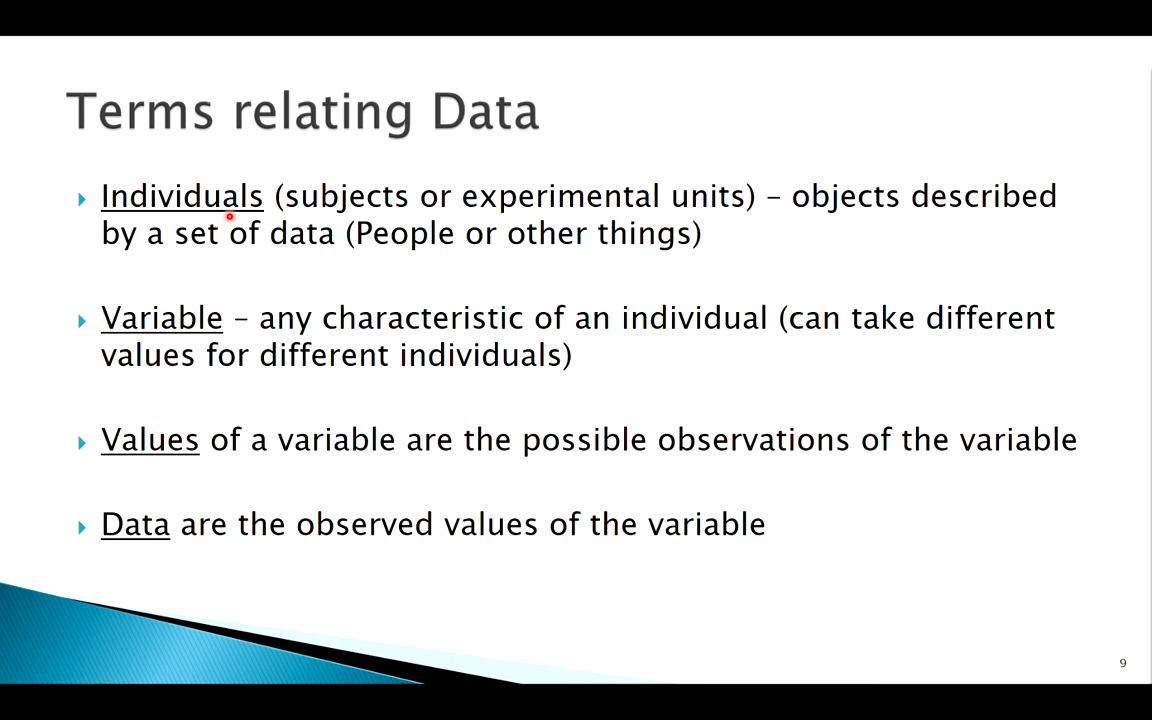 Terms relating Data
Individuals (subjects or experimental units) – objects described
by a set of data (People or other things)
Variable – any characteristic of an individual (can take different
values for different individuals)
Values of a variable are the possible observations of the variable
Data are the observed values of the variable
9